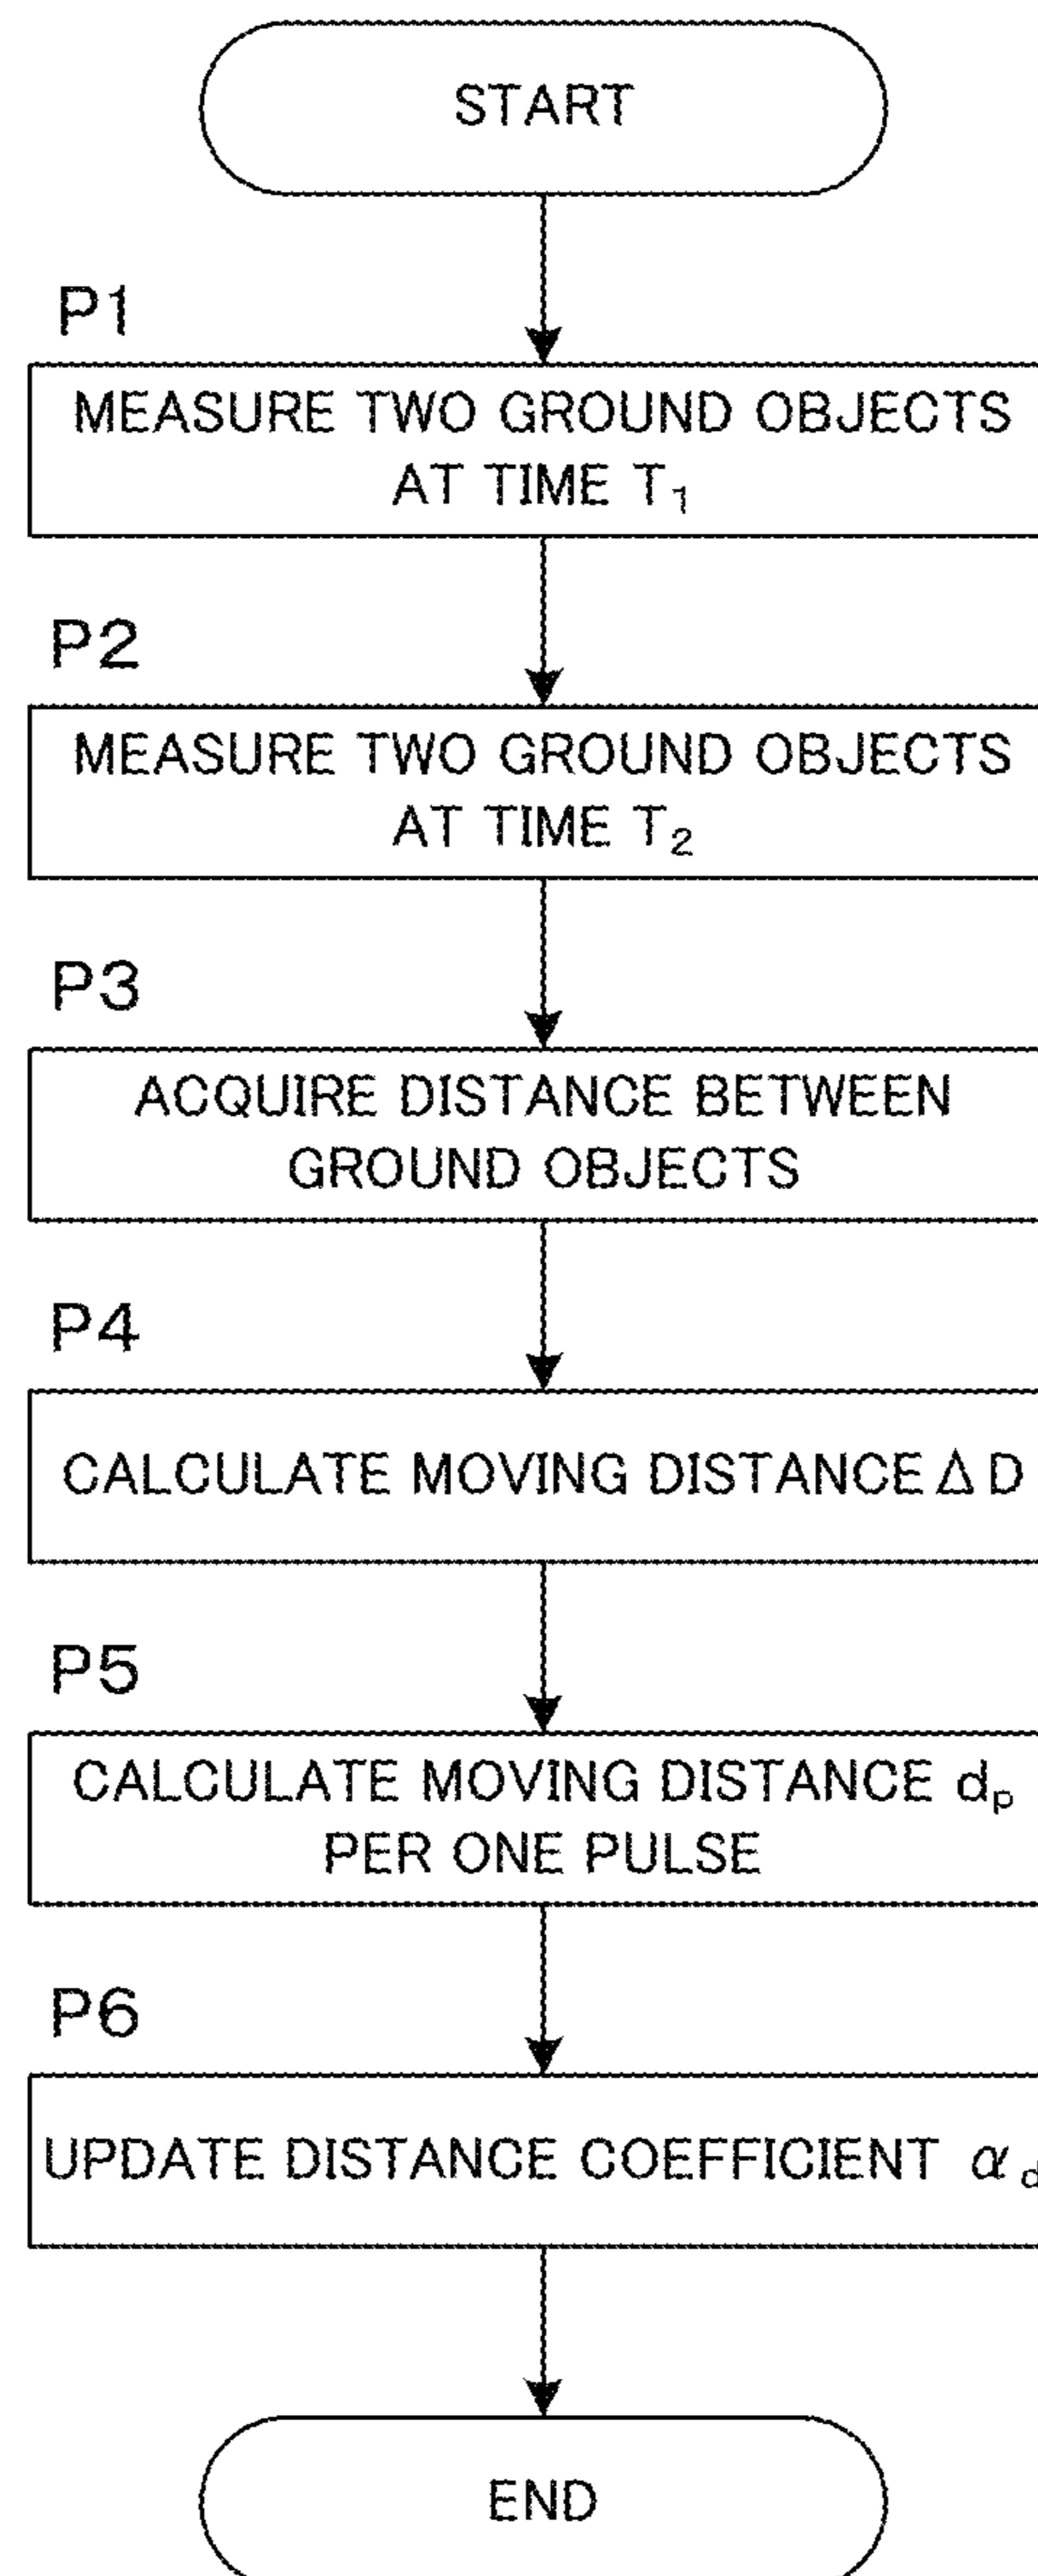 START
P1
MEASURE TWO GROUND OBJECTS
AT TIME T₁
P2
MEASURE TWO GROUND OBJECTS
AT TIME T₂
P3
ACQUIRE DISTANCE BETWEEN
GROUND OBJECTS
P4
CALCULATE MOVING DISTANCE Δ D
P5
CALCULATE MOVING DISTANCE dₚ
PER ONE PULSE
P6
UPDATE DISTANCE COEFFICIENT α d
END